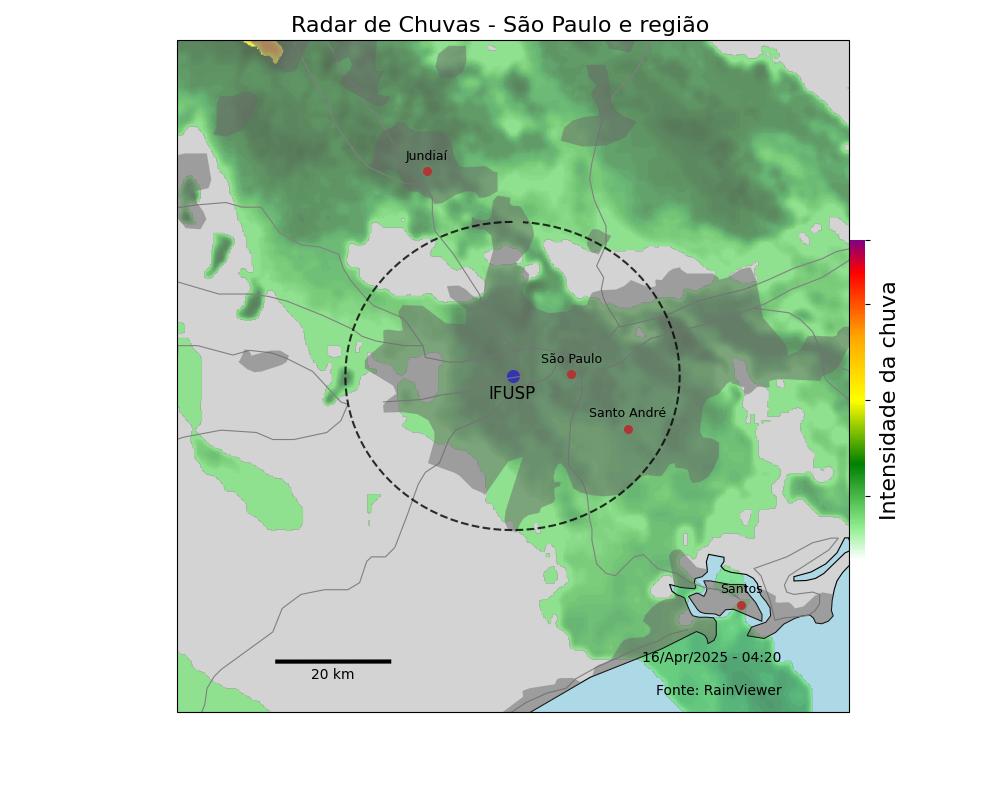 Radar de Chuvas - São Paulo e região
Jundiaí
São Paulo
IFUSP
Santo André
Santos
16/Apr/2025 - 04:20
20 km
Fonte: RainViewer
Intensidade da chuva